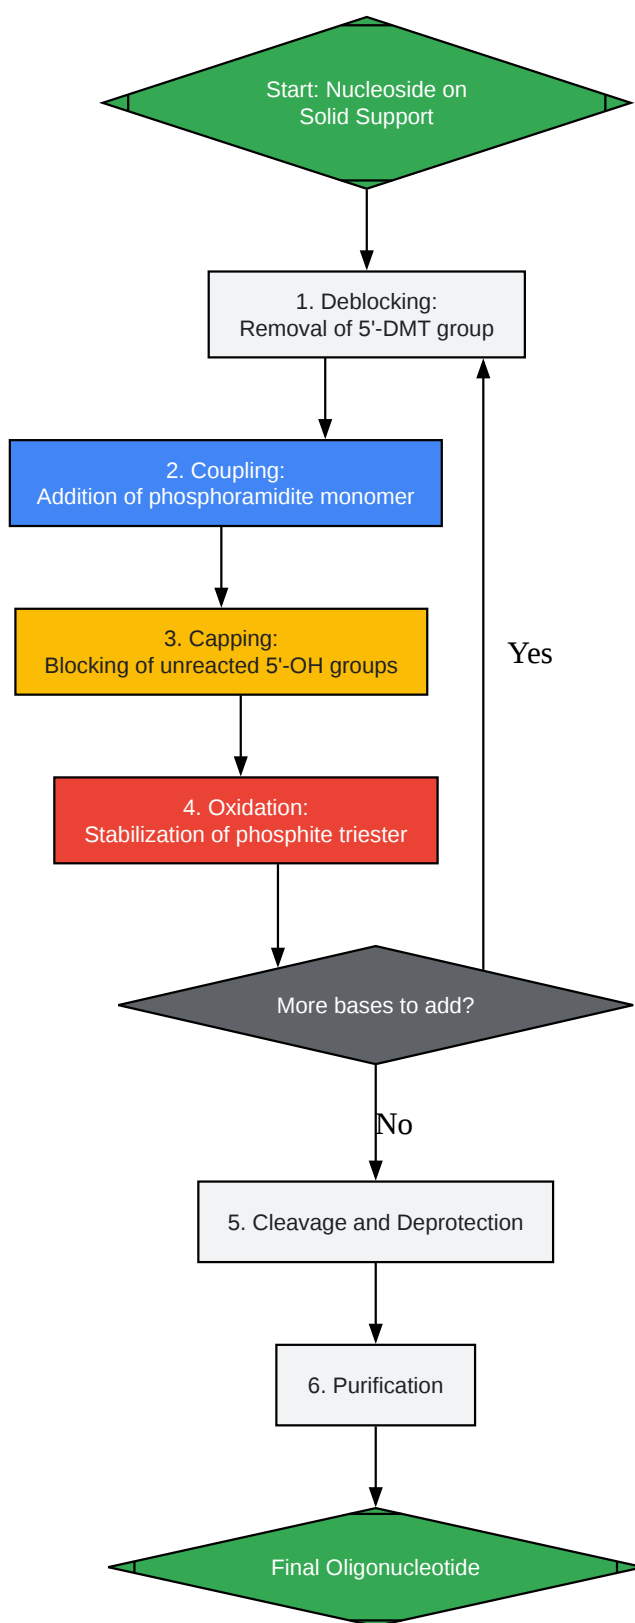 Start: Nucleoside on
Solid Support
1. Deblocking:
Removal of 5'-DMT group
2. Coupling:
Addition of phosphoramidite monomer
3. Capping:
Blocking of unreacted 5'-OH groups
Yes
4. Oxidation:
Stabilization of phosphite triester
More bases to add?
No
5. Cleavage and Deprotection
6. Purification
Final Oligonucleotide